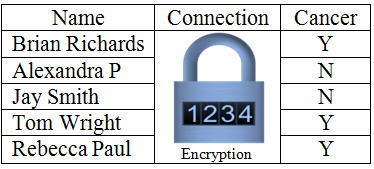 Name Connection Cancer
Brian Richards Y
Alexandra P N
Jay Smith N
1234
Tom Wright Y
Rebecca Paul Y
Encryption